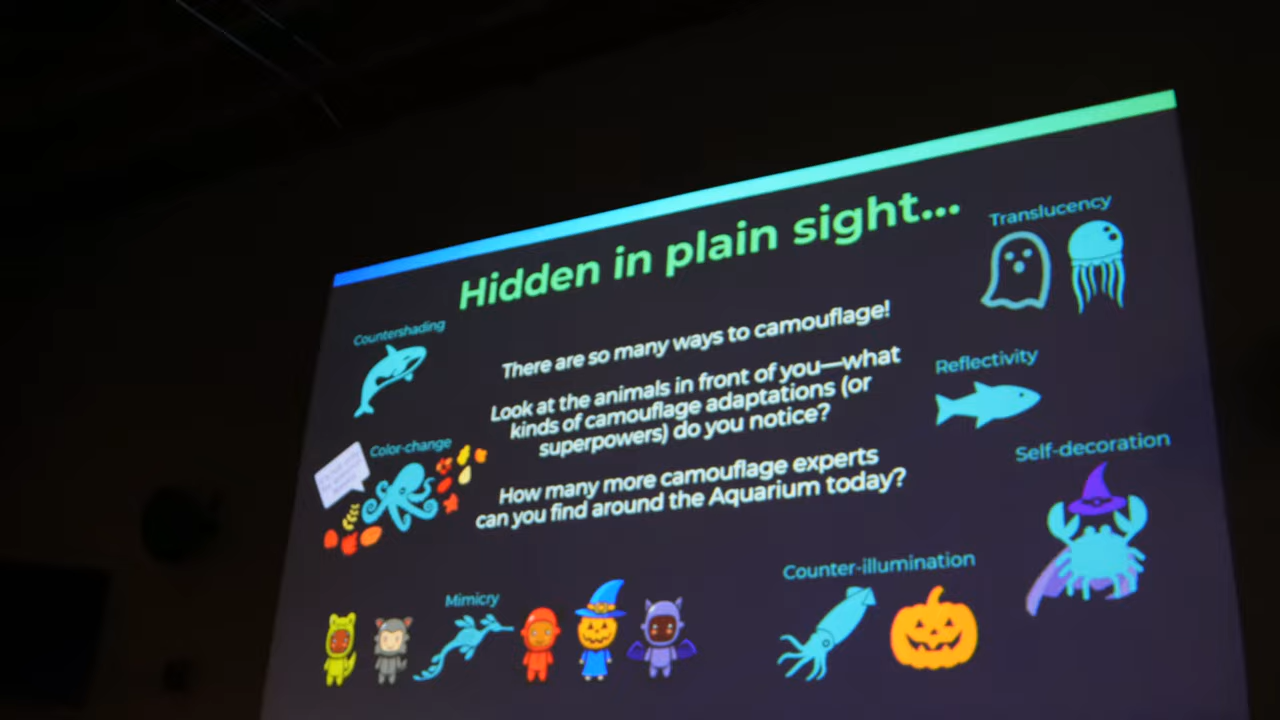 Hidden in plain sight...
Translucency
Countershading
There are so many ways to camouflage!
Look at the animals in front of you—what
kinds of camouflage adaptations (or
superpowers) do you notice?
Reflectivity
Color-change
Self-decoration
How many more camouflage experts
can you find around the Aquarium today?
Counter-illumination
Mimicry